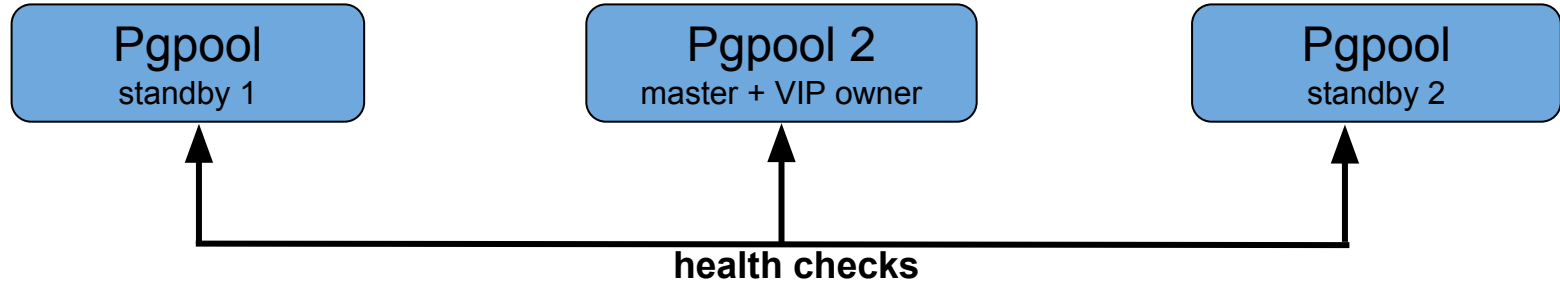 Pgpool
standby 1
Pgpool 2
master + VIP owner
Pgpool
standby 2
health checks